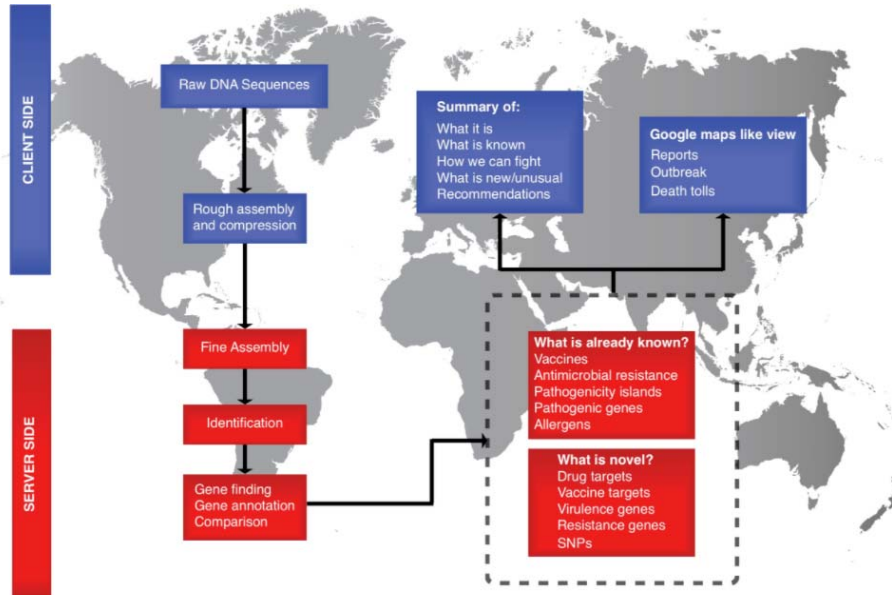 CLIENT SIDE
Raw DNA Sequences
Rough assembly
and compression
Summary of:
What it is
What is known
How we can fight
What is new/unusual
Recommendations
Google maps like view
Reports
Outbreak
Death tolls
SERVER SIDE
Fine Assembly
Identification
Gene finding
Gene annotation
Comparison
What is already known?
Vaccines
Antimicrobial resistance
Pathogenicity islands
Pathogenic genes
Allergens
What is novel?
Drug targets
Vaccine targets
Virulence genes
Resistance genes
SNPs